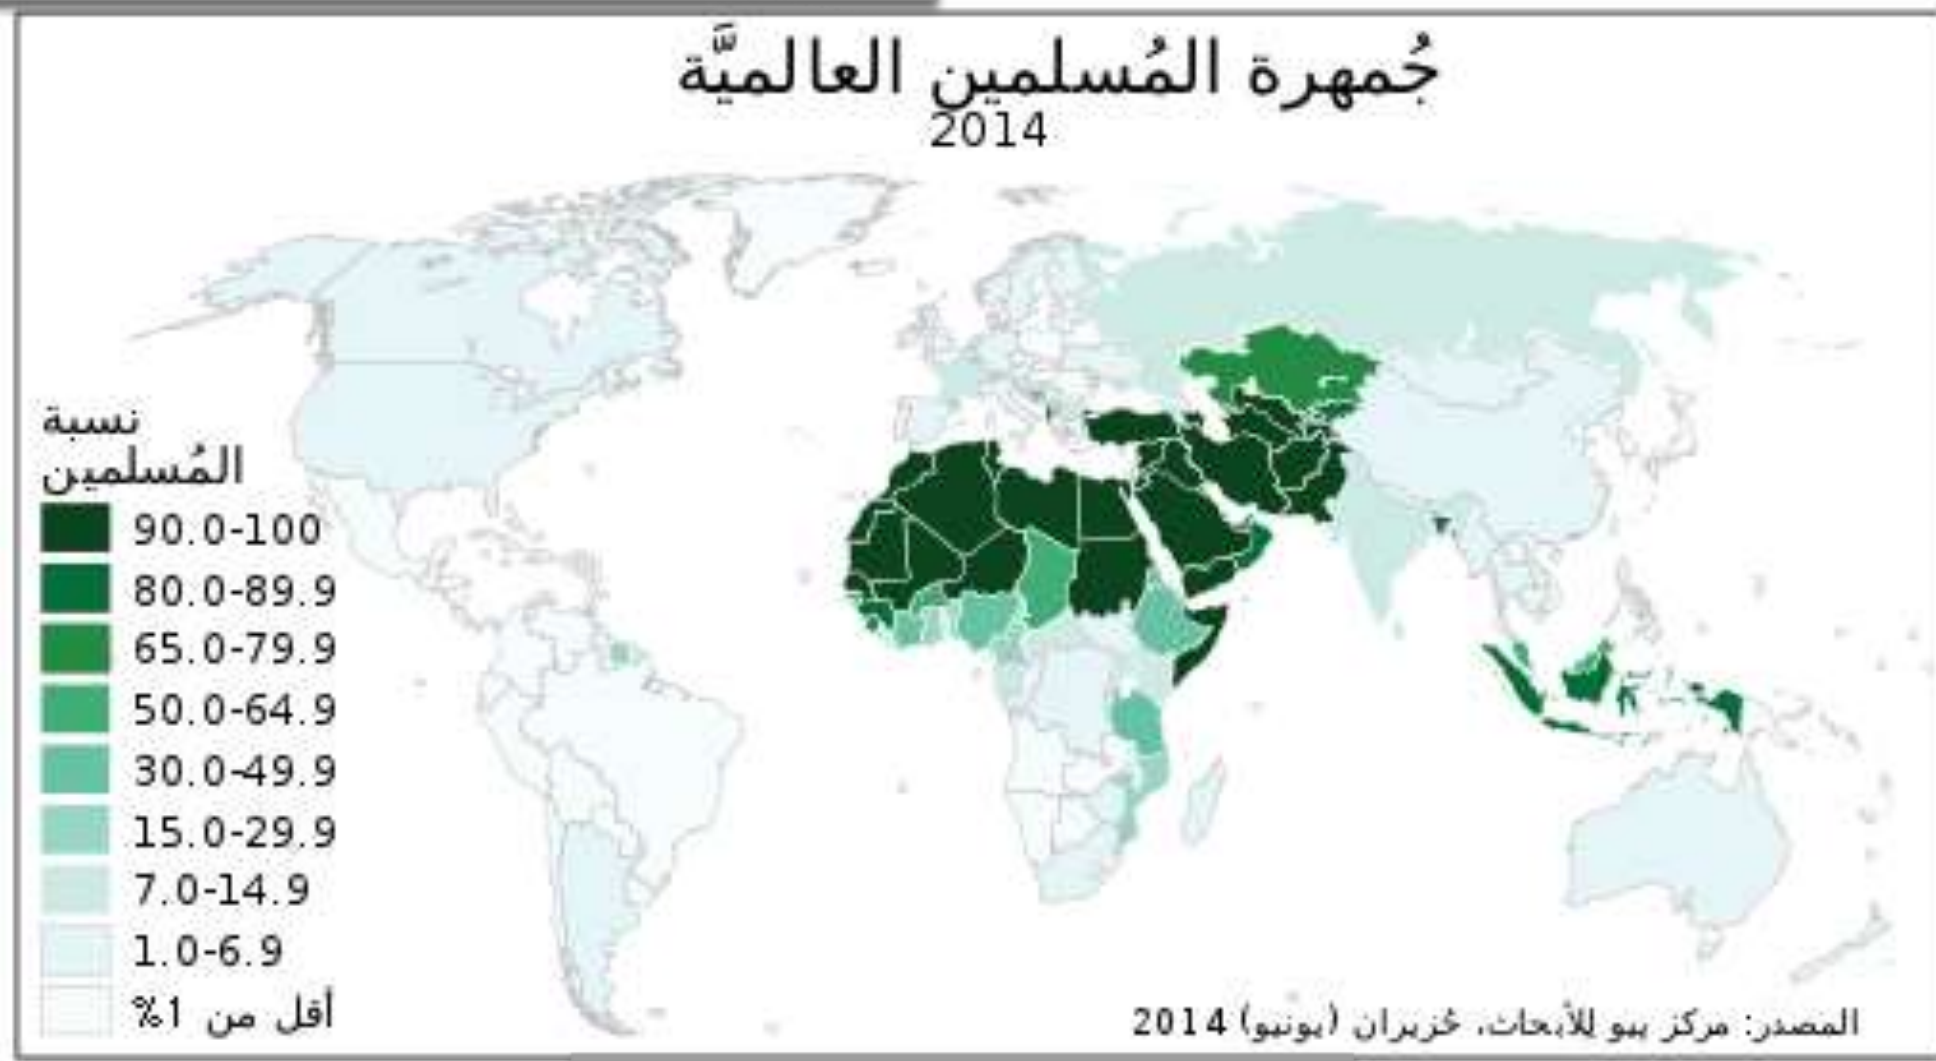 جُمهرة المُسلمين العالميَّة
2014
نسبة
المُسلمين
90.0-100
80.0-89.9
65.0-79.9
50.0-64.9
30.0-49.9
15.0-29.9
7.0-14.9
1.0-6.9
أقل من 1%
المصدر: مركز بيو للأبحاث، حُزيران (يونيو) 2014